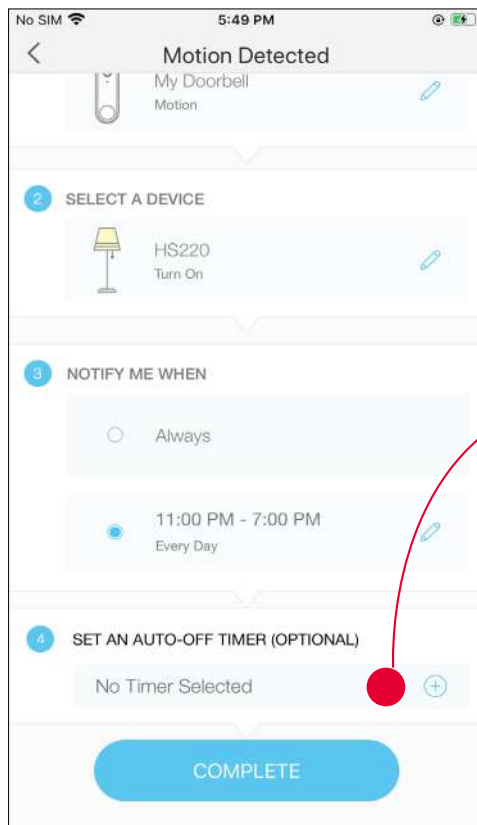 No SIM 5:49 PM
Motion Detected
My Doorbell
Motion
2 SELECT A DEVICE
HS220
Turn On
3 NOTIFY ME WHEN
Always
11:00 PM - 7:00 PM
Every Day
4 SET AN AUTO-OFF TIMER (OPTIONAL)
No Timer Selected
COMPLETE